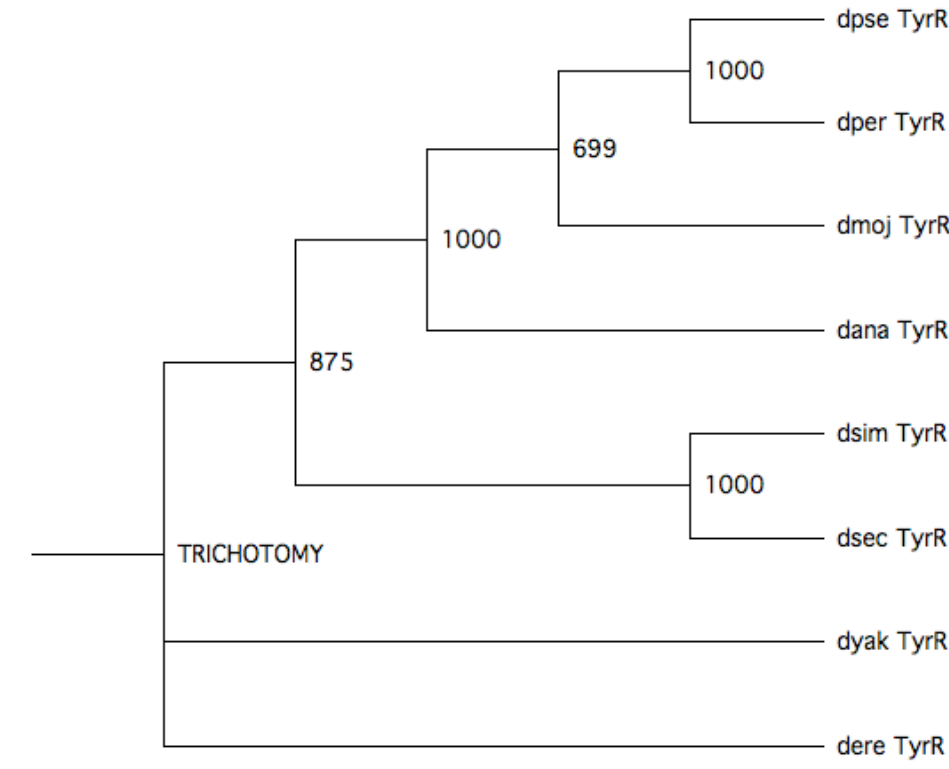 dpse TyrR
1000
dper TyrR
699
dmoj TyrR
1000
dana TyrR
875
dsim TyrR
1000
dsec TyrR
TRICHOTOMY
dyak TyrR
dere TyrR